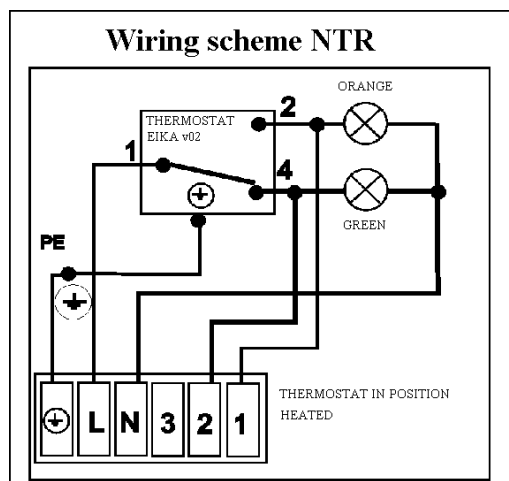 Wiring scheme NTR
ORANGE
THERMOSTAT
EIKA v02
2
1
4
GREEN
PE
THERMOSTAT IN POSITION
HEATED
L N 3 2 1